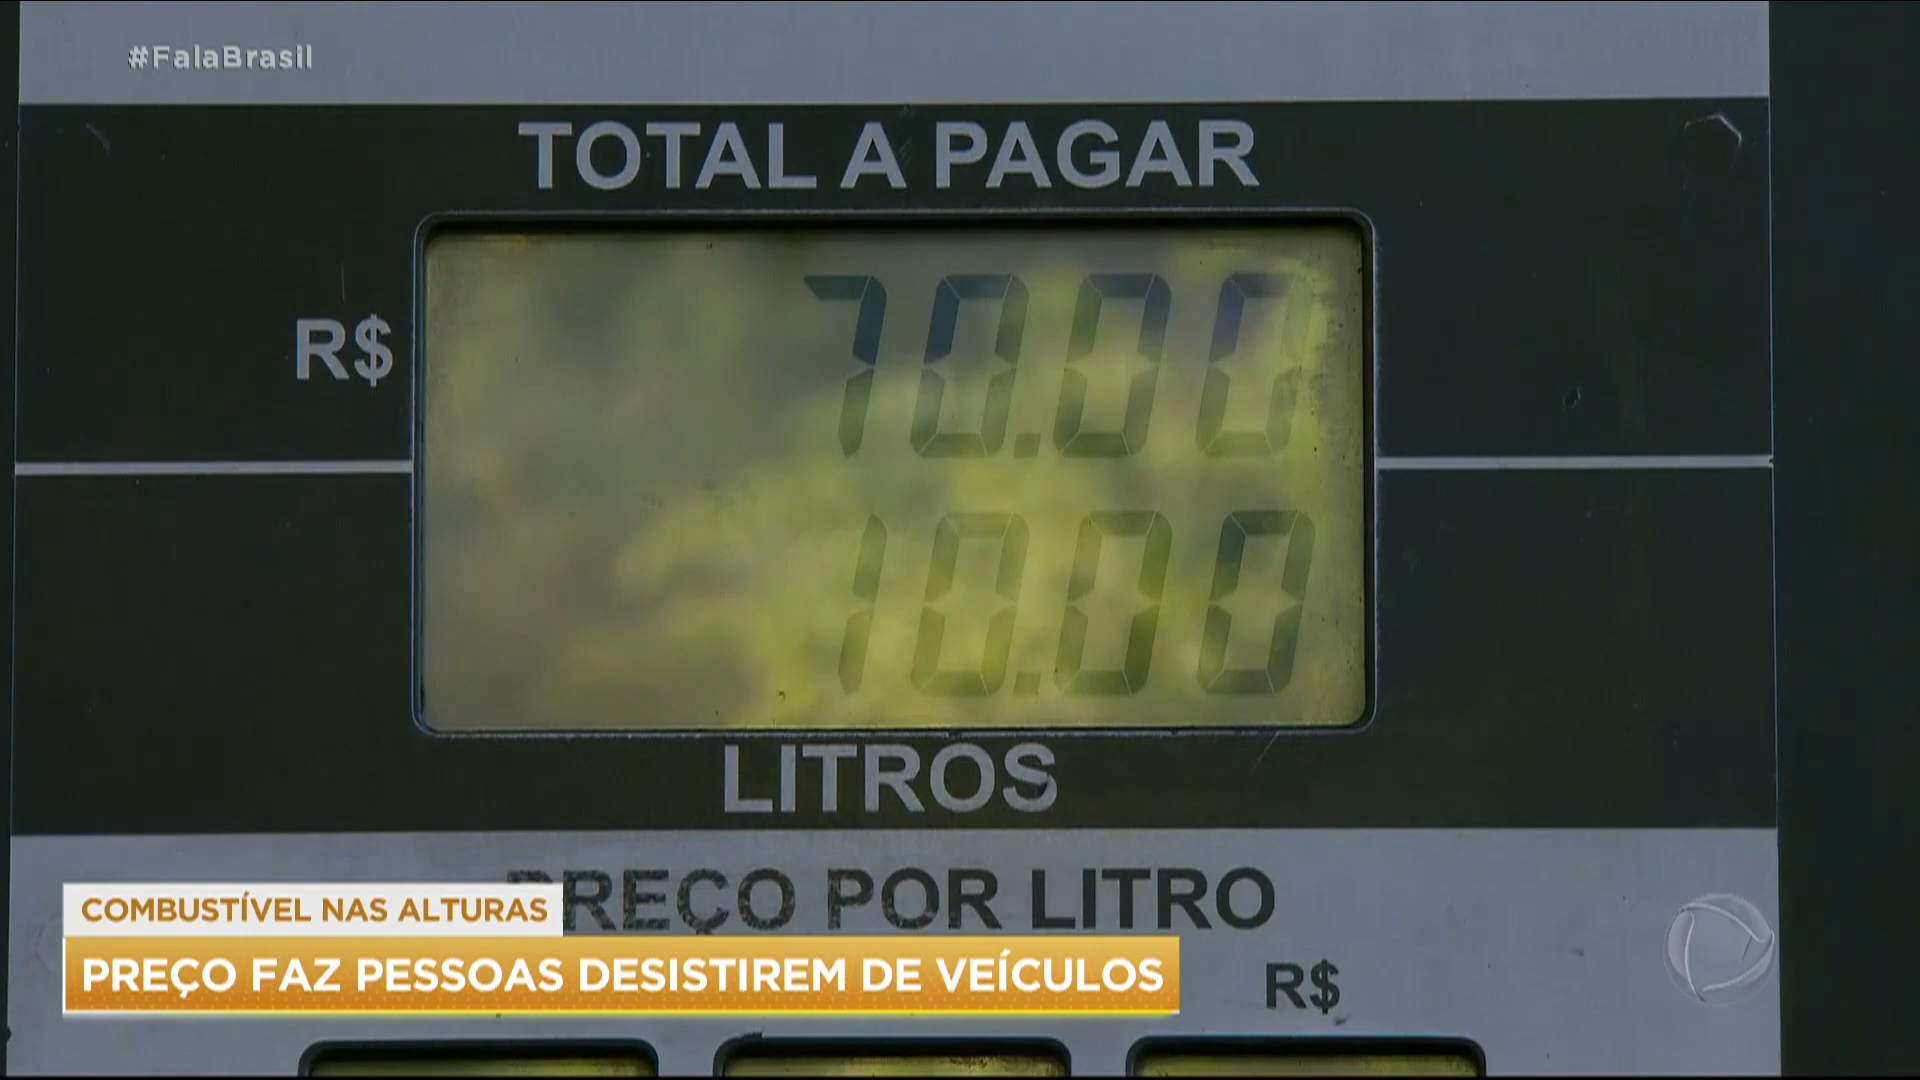 #FalaBrasil
TOTAL A PAGAR
R$
70.00
10.00
LITROS
PREÇO POR LITRO
COMBUSTÍVEL NAS ALTURAS
PREÇO FAZ PESSOAS DESISTIREM DE VEÍCULOS
R$